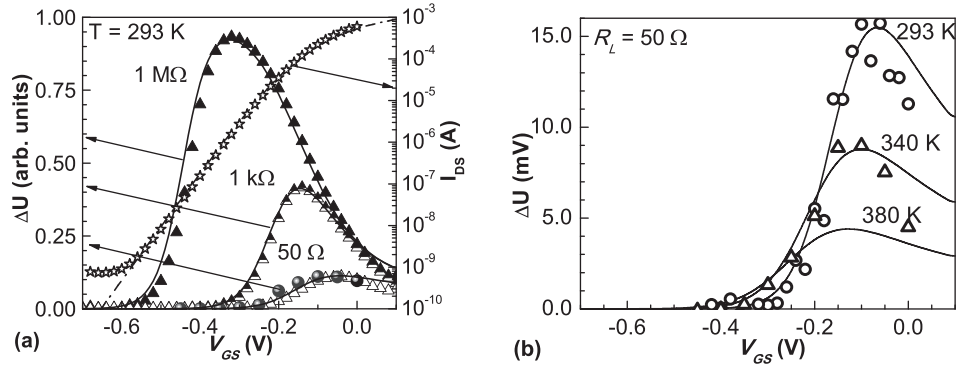 1.00
0.75
0.50
0.25
0.00
ΔU (arb. units)
T = 293 K
1 MΩ
1 kΩ
50 Ω
-0.6
-0.4
-0.2
0.0
V_GS (V)
(a)
10⁻³
10⁻⁴
10⁻⁵
10⁻⁶
10⁻⁷
10⁻⁸
10⁻⁹
10⁻¹⁰
I_DS (A)
15.0
10.0
5.0
0.0
ΔU (mV)
R_L = 50 Ω
293 K
340 K
380 K
-0.6
-0.4
-0.2
0.0
V_GS (V)
(b)